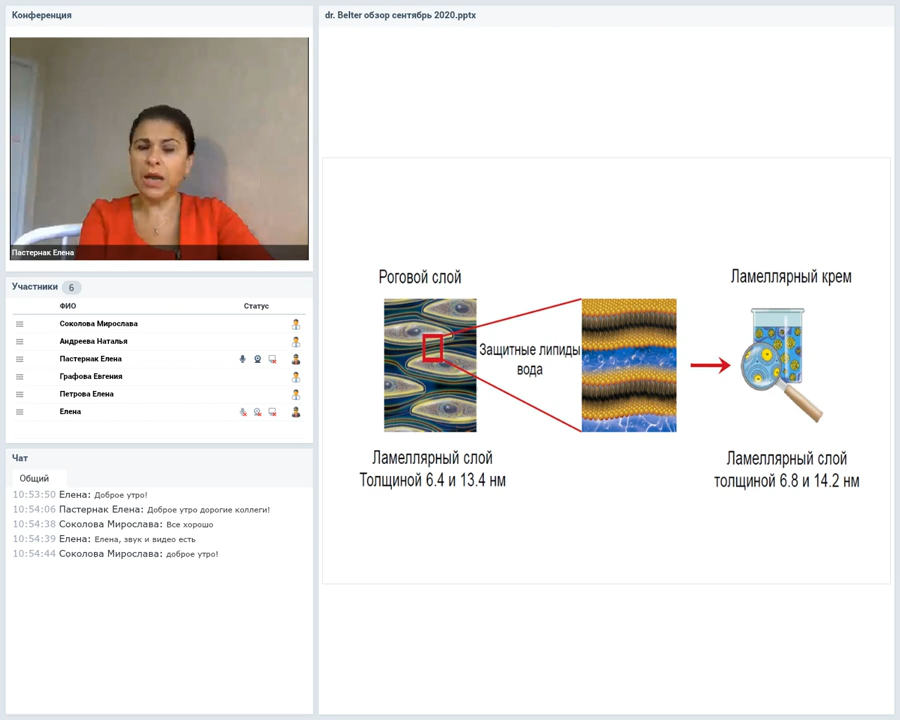 Конференция
Пастернак Елена
Участники 6
ФИО Статус
Соколова Мирослава
Андреева Наталья
Пастернак Елена
Графова Евгения
Петрова Елена
Елена
Чат
Общий
10:53:50 Елена: Доброе утро!
10:54:06 Пастернак Елена: Доброе утро дорогие коллеги!
10:54:38 Соколова Мирослава: Все хорошо
10:54:39 Елена: Елена, звук и видео есть
10:54:44 Соколова Мирослава: доброе утро!
dr. Belter обзор сентябрь 2020.pptx
Роговой слой
Защитные липиды
вода
Ламеллярный слой
Толщиной 6.4 и 13.4 нм
Ламеллярный крем
Ламеллярный слой
толщиной 6.8 и 14.2 нм